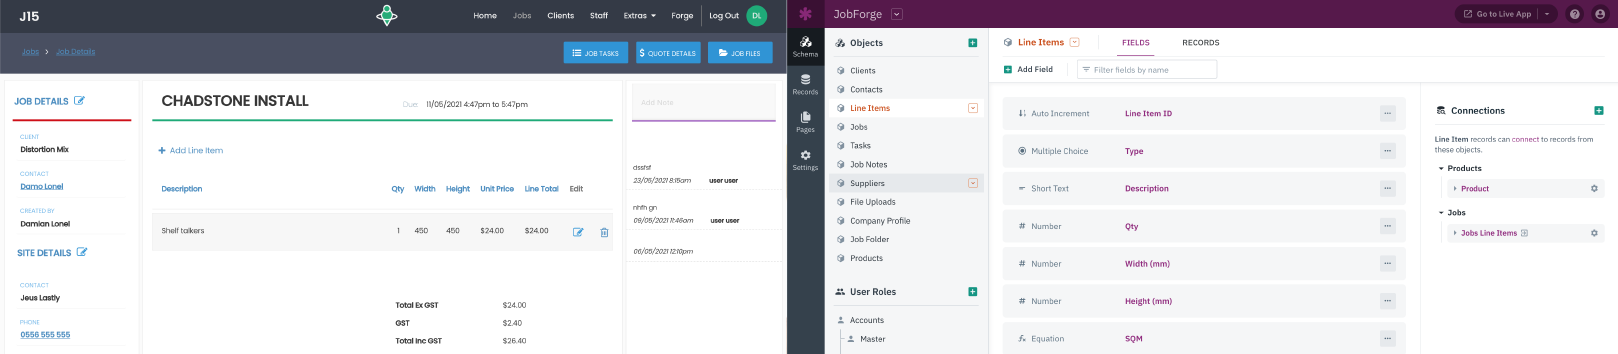 J15
Home Jobs Clients Staff Extras Forge Log Out DL
Jobs > Job Details
JOB TASKS
$ QUOTE DETAILS
JOB FILES
JOB DETAILS
CLIENT
Distortion Mix
CONTACT
Damo Lonel
CREATED BY
Damian Lonel
SITE DETAILS
CONTACT
Jeus Lastly
PHONE
0556 555 555
CHADSTONE INSTALL
Due: 11/05/2021 4:47pm to 5:47pm
+ Add Line Item
Description Qty Width Height Unit Price Line Total Edit
Shelf talkers 1 450 450 $24.00 $24.00
Total Ex GST $24.00
GST $2.40
Total Inc GST $26.40
Add Note
dssfsf
23/05/2021 8:15am user user
nhfh gn
09/05/2021 11:46am user user
06/05/2021 12:10pm
Schema
Records
Pages
Settings
JobForge
Go to Live App
Objects
Clients
Contacts
Line Items
Jobs
Tasks
Job Notes
Suppliers
File Uploads
Company Profile
Job Folder
Products
User Roles
Accounts
Master
Line Items
FIELDS
RECORDS
Add Field
Filter fields by name
Auto Increment Line Item ID
Multiple Choice Type
Short Text Description
# Number Qty
# Number Width (mm)
# Number Height (mm)
Equation SQM
Connections
Line Item records can connect to records from
these objects.
Products
Product
Jobs
Jobs Line Items